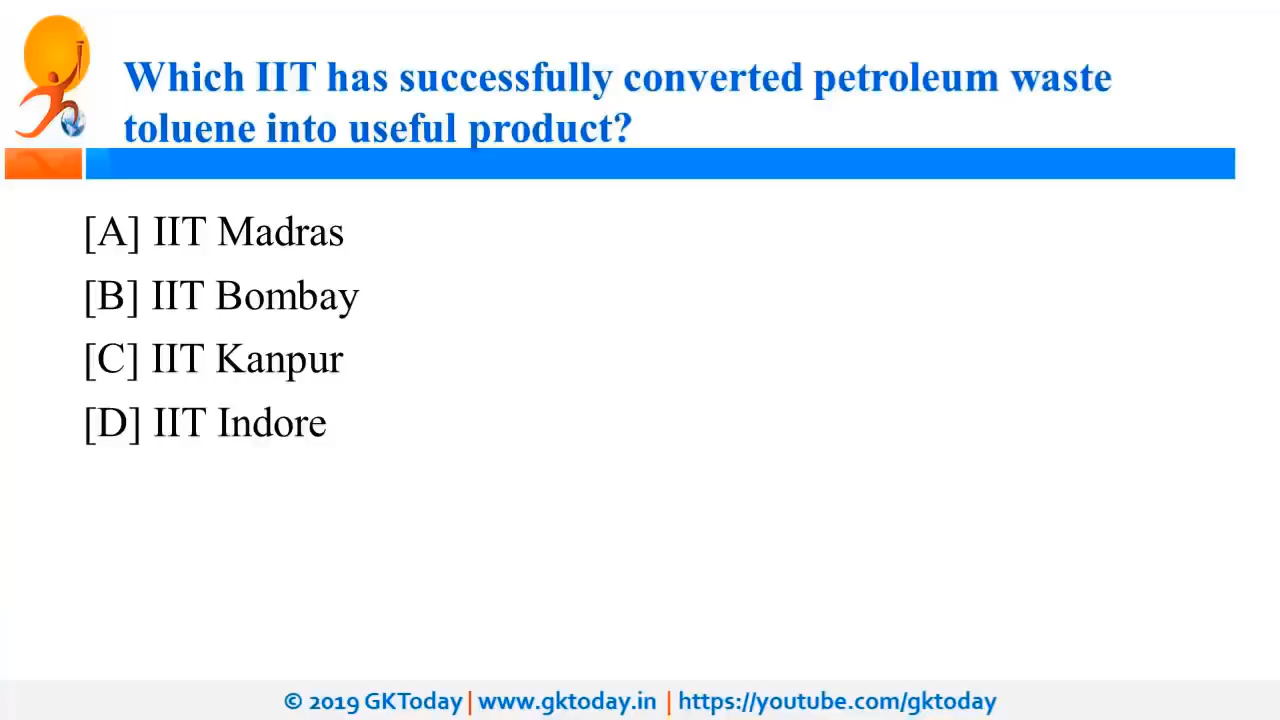 Which IIT has successfully converted petroleum waste
toluene into useful product?
[A] IIT Madras
[B] IIT Bombay
[C] IIT Kanpur
[D] IIT Indore
© 2019 GKToday | www.gktoday.in | https://youtube.com/gktoday